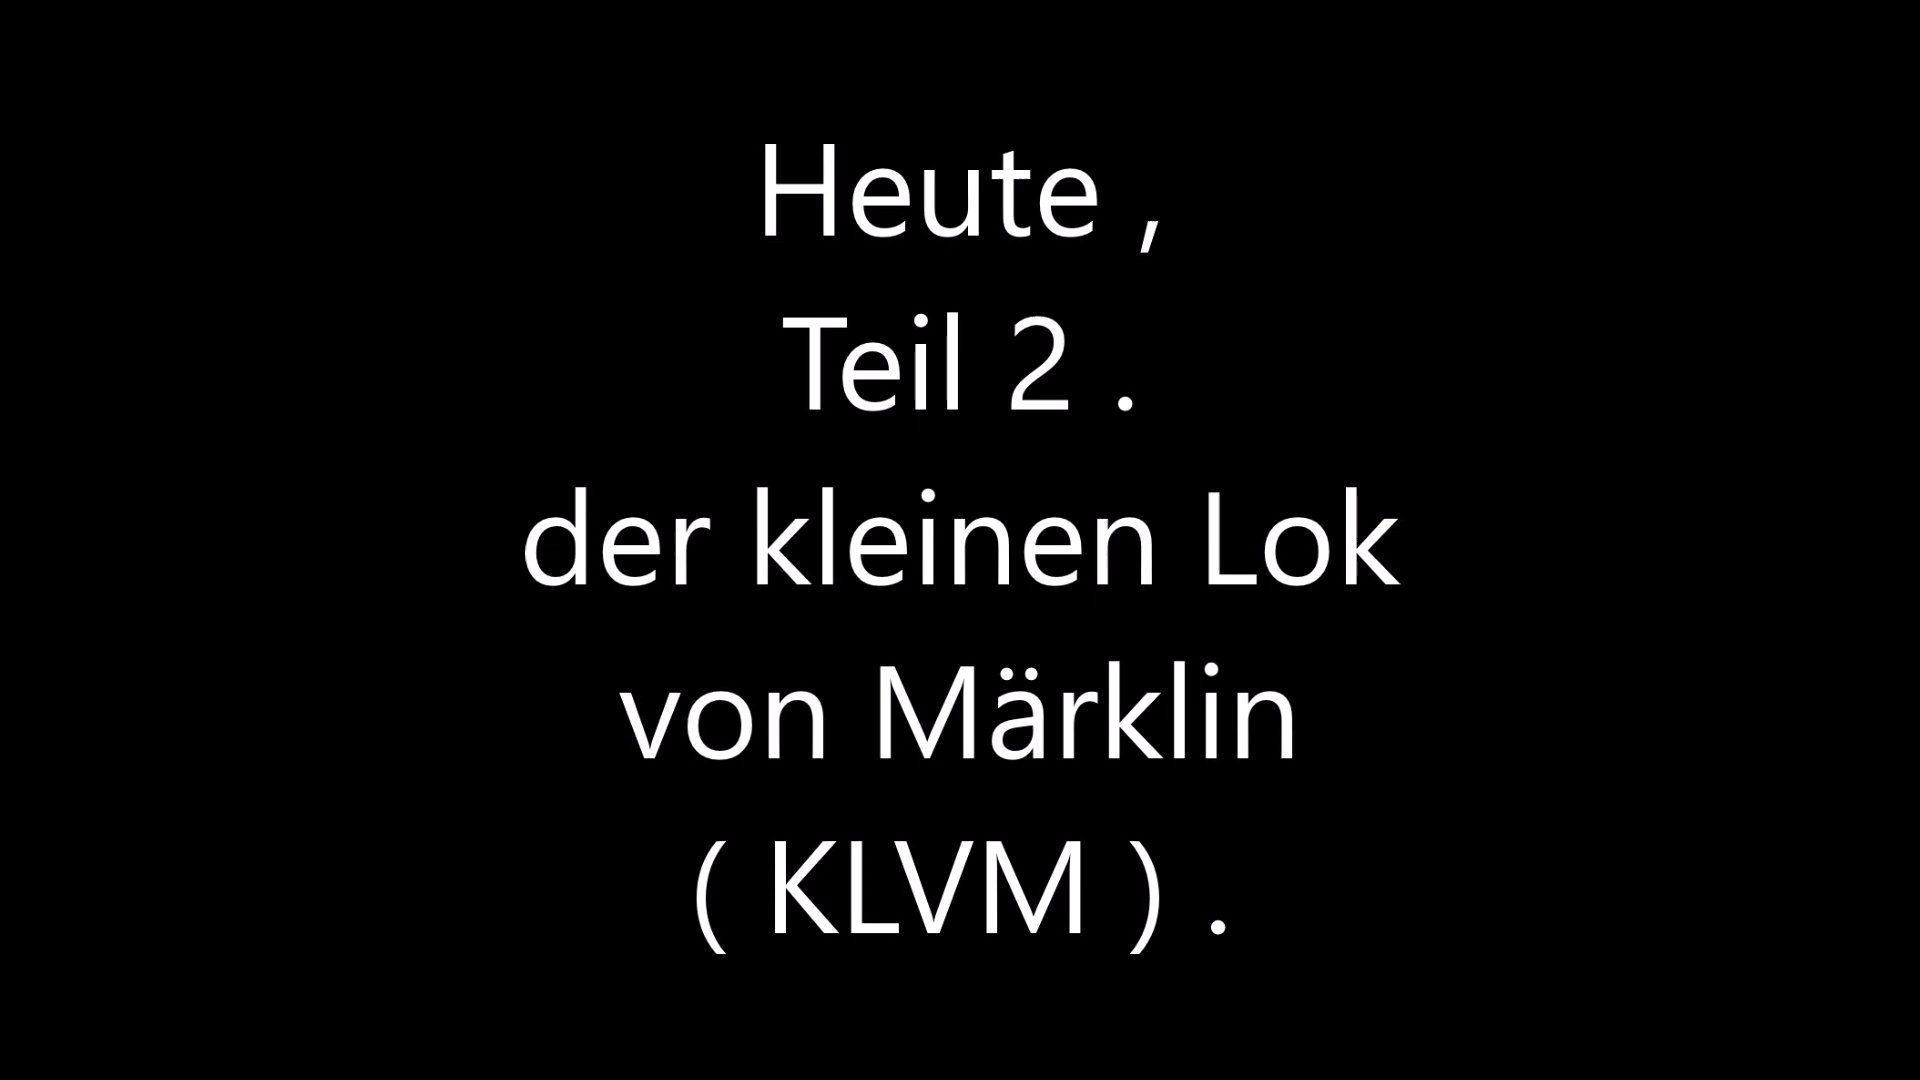 Heute ,
Teil 2 .
der kleinen Lok
von Märklin
( KLVM ) .